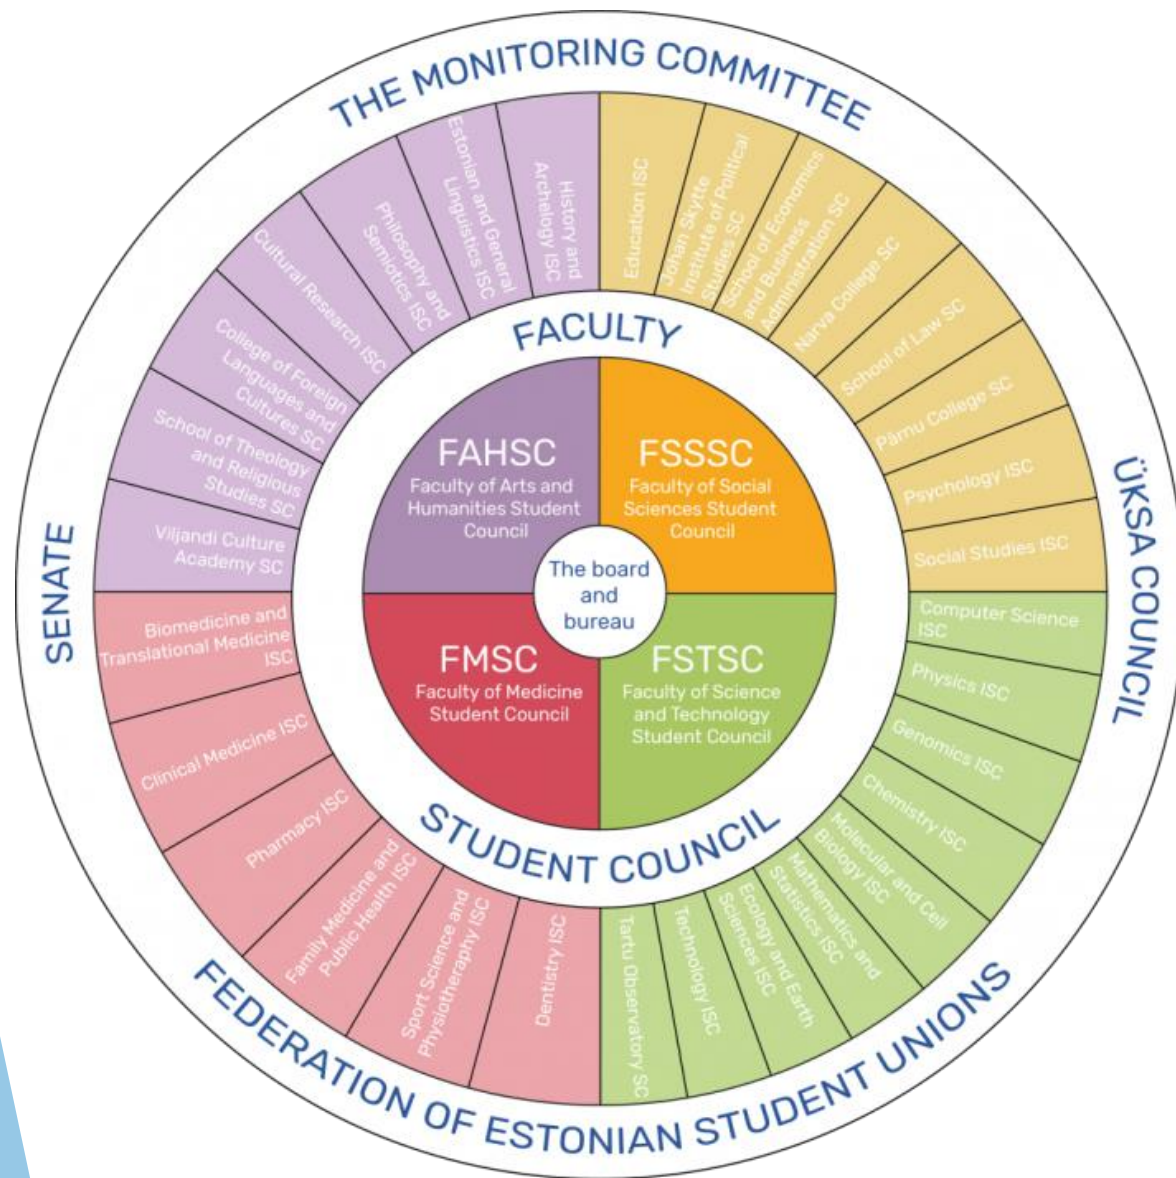 THE MONITORING COMMITTEE
SENATE
ÜKSA COUNCIL
FEDERATION OF ESTONIAN STUDENT UNIONS
FACULTY
STUDENT COUNCIL
FAHSC
Faculty of Arts and
Humanities Student
Council
FSSSC
Faculty of Social
Sciences Student
Council
The board
and
bureau
FMSC
Faculty of Medicine
Student Council
FSTSC
Faculty of Science
and Technology
Student Council
Viljandi Culture
Academy SC
School of Theology
and Religious
Studies SC
College of Foreign
Languages and
Cultures SC
Cultural Research ISC
Philosophy and
Semiotics ISC
Estonian and General
Linguistics ISC
History and
Archelogy ISC
Education ISC
Johan Skytte
Institute of Political
Studies SC
School of Economics
and Business
Administration SC
Narva College SC
School of Law SC
Pärnu College SC
Psychology ISC
Social Studies ISC
Computer Science
ISC
Physics ISC
Genomics ISC
Chemistry ISC
Molecular and Cell
Biology ISC
Mathematics and
Statistics ISC
Ecology and Earth
Sciences ISC
Technology ISC
Tartu Observatory SC
Dentistry ISC
Sport Science and
Physiotheraphy ISC
Family Medicine and
Public Health ISC
Pharmacy ISC
Clinical Medicine ISC
Biomedicine and
Translational Medicine
ISC